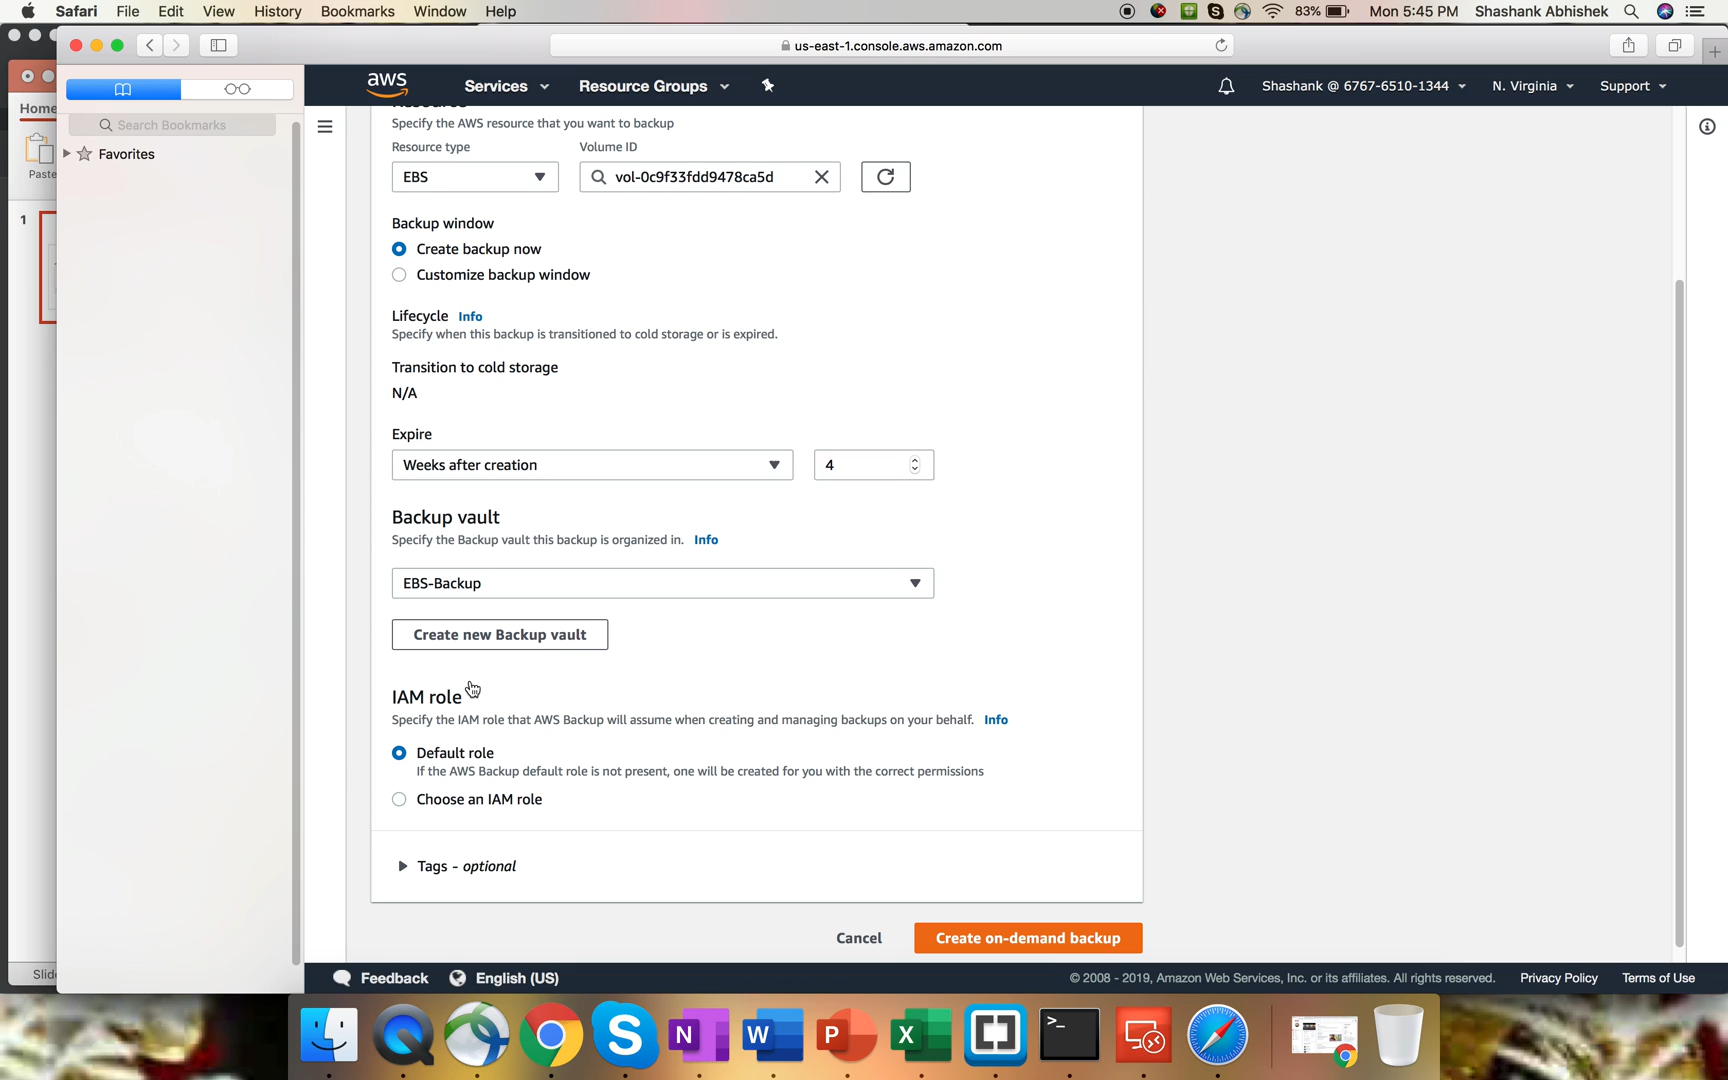 Safari File Edit View History Bookmarks Window Help 83% Mon 5:45 PM Shashank Abhishek
us-east-1.console.aws.amazon.com
Home
Paste
1
Slide
Search Bookmarks
Favorites
aws Services Resource Groups Shashank @ 6767-6510-1344 N. Virginia Support
Resource
Specify the AWS resource that you want to backup
Resource type Volume ID
EBS vol-0c9f33fdd9478ca5d
Backup window
Create backup now
Customize backup window
Lifecycle Info
Specify when this backup is transitioned to cold storage or is expired.
Transition to cold storage
N/A
Expire
Weeks after creation 4
Backup vault
Specify the Backup vault this backup is organized in. Info
EBS-Backup
Create new Backup vault
IAM role
Specify the IAM role that AWS Backup will assume when creating and managing backups on your behalf. Info
Default role
If the AWS Backup default role is not present, one will be created for you with the correct permissions
Choose an IAM role
Tags - optional
Cancel Create on-demand backup
Feedback English (US) © 2008 - 2019, Amazon Web Services, Inc. or its affiliates. All rights reserved. Privacy Policy Terms of Use
S N W P X >_